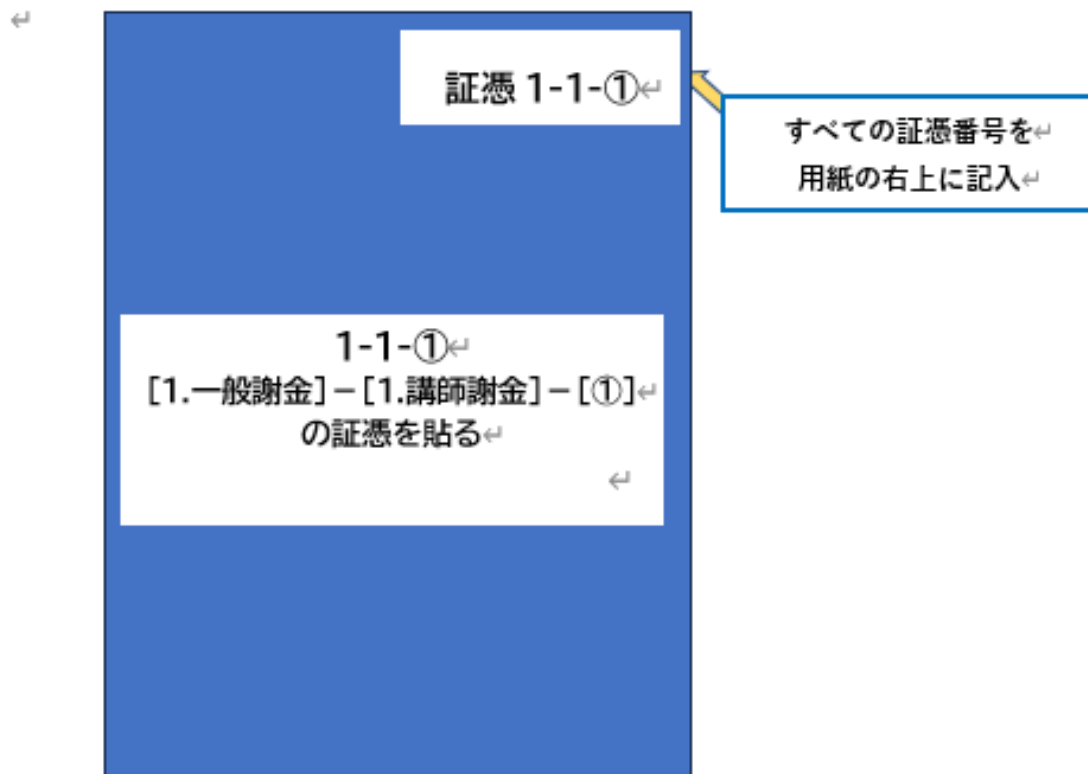 証憑 1-1-①
すべての証憑番号を
用紙の右上に記入
1-1-①
[1.一般謝金]－[1.講師謝金]－[①]
の証憑を貼る